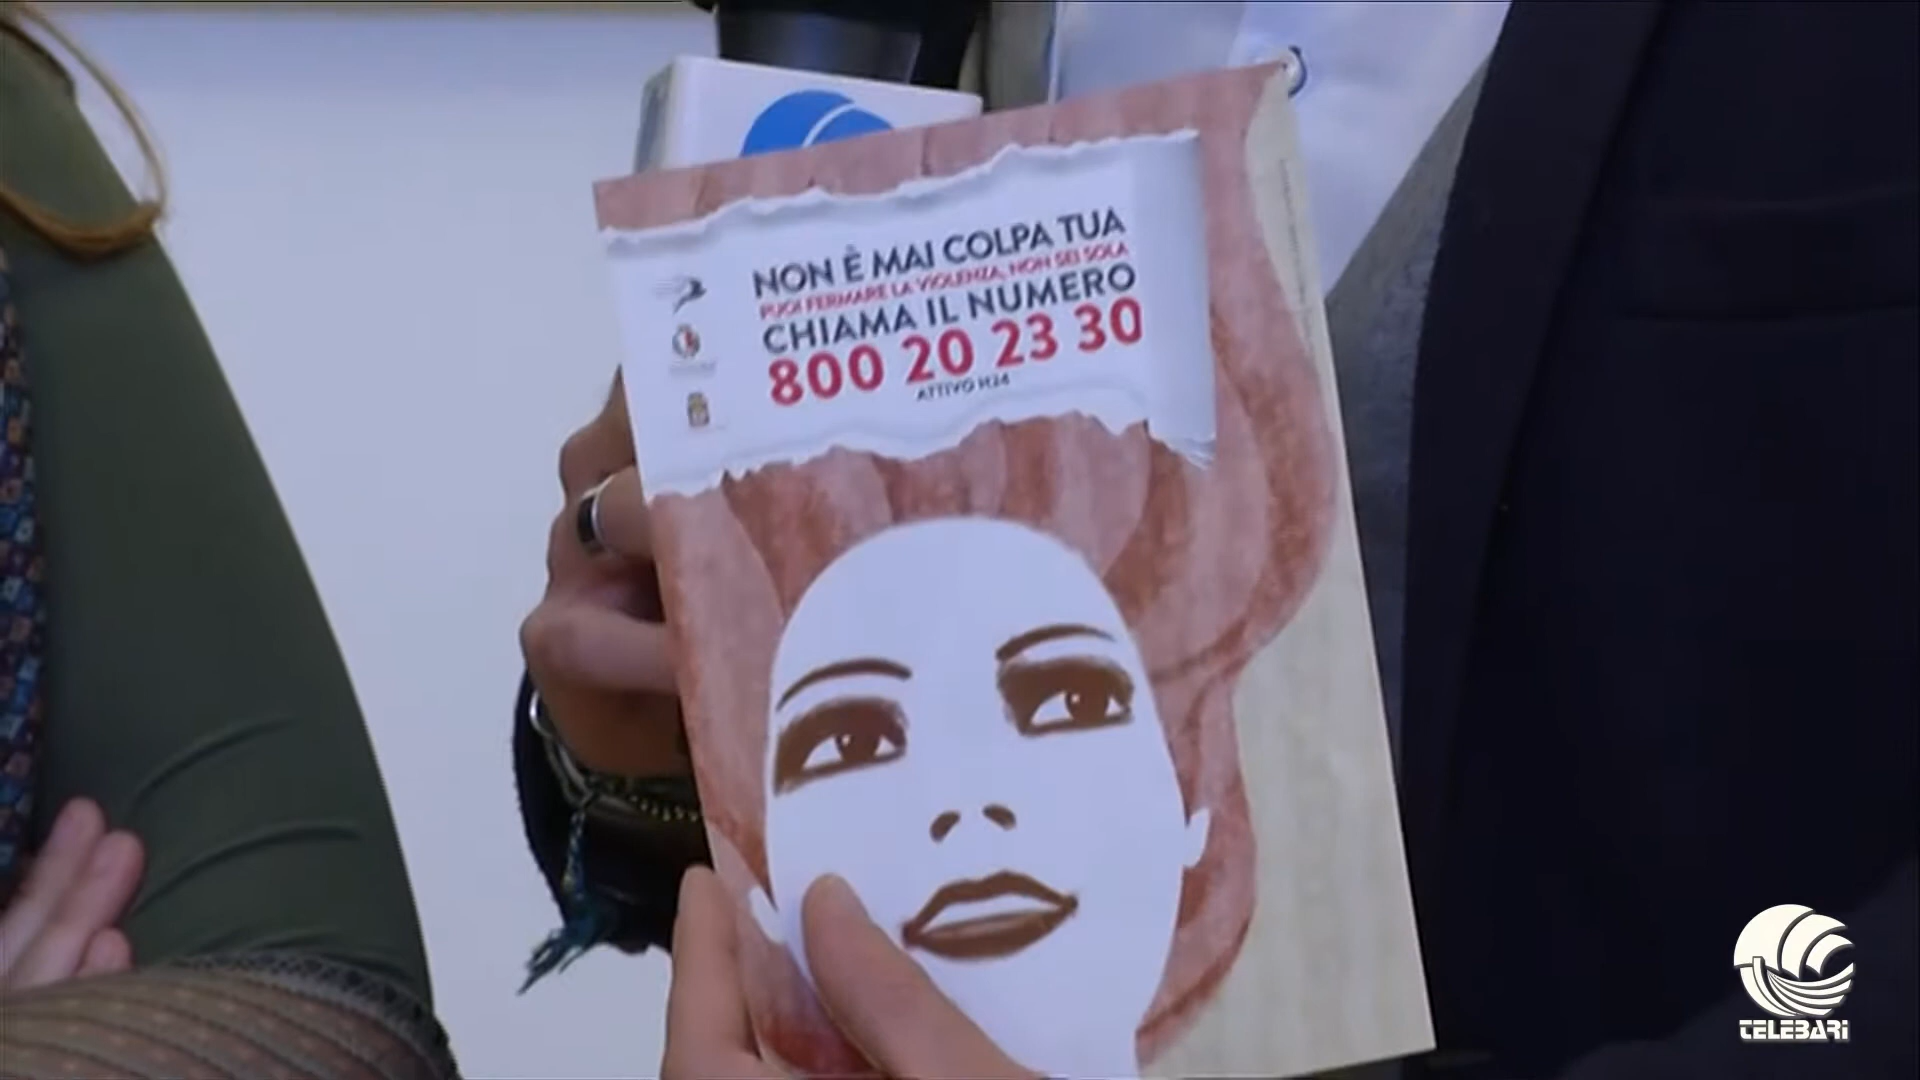 NON È MAI COLPA TUA
PUOI FERMARE LA VIOLENZA, NON SEI SOLA
CHIAMA IL NUMERO
800 20 23 30
ATTIVO H24
TELEBARI